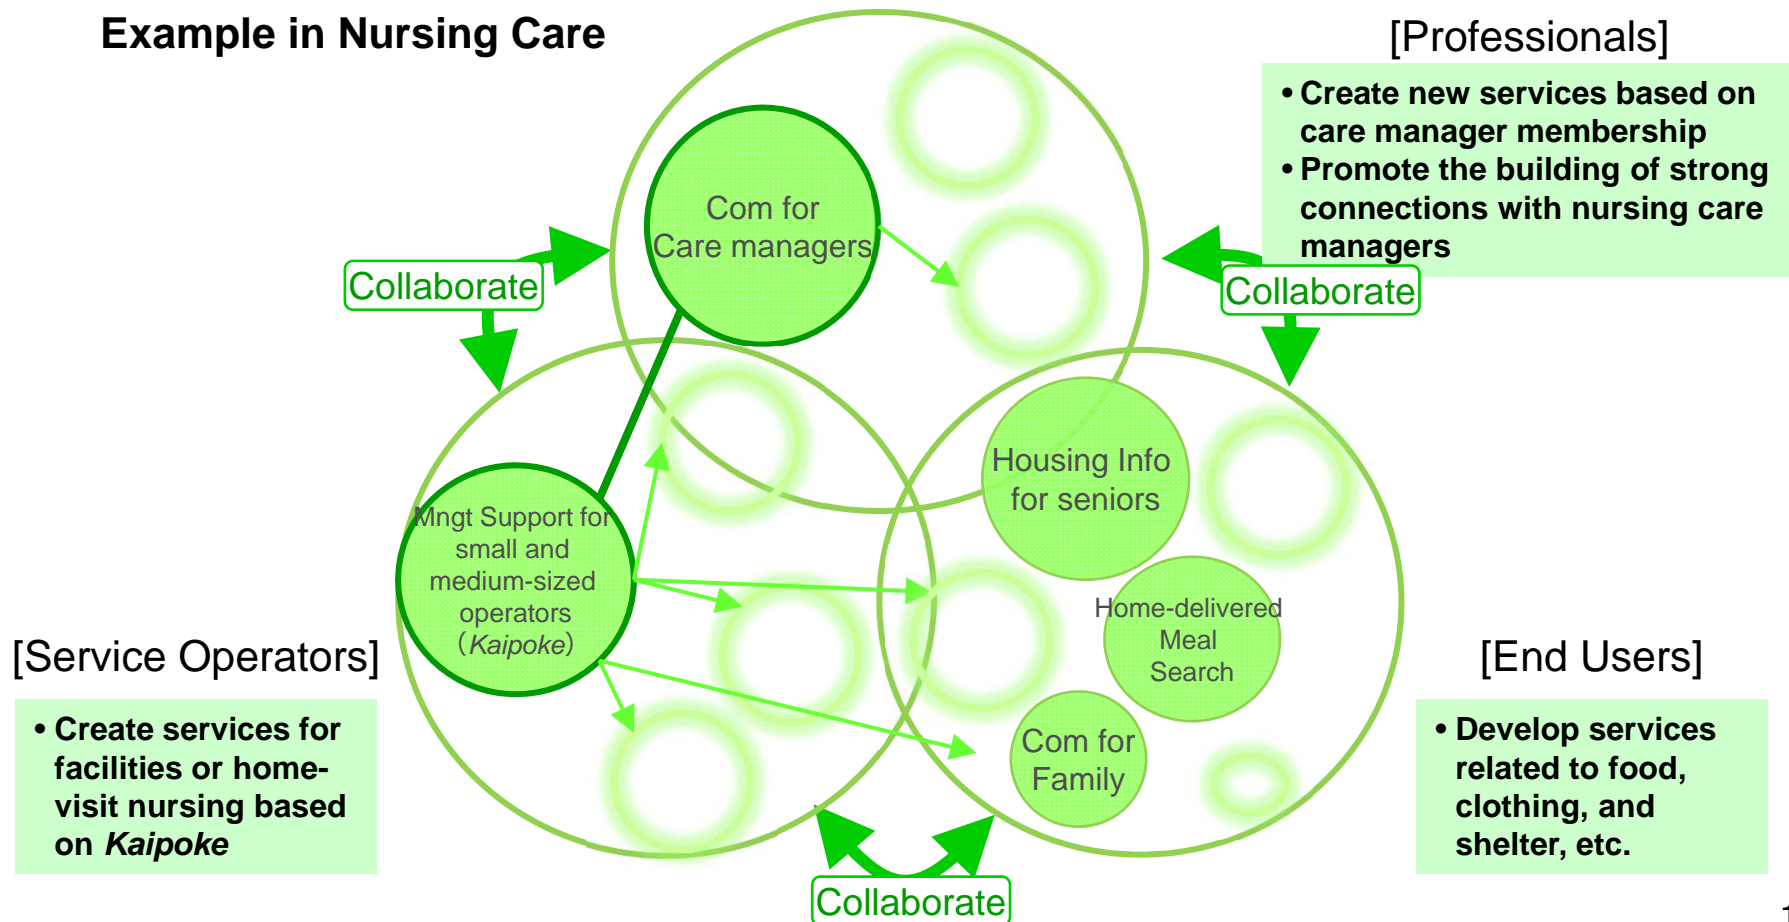 Example in Nursing Care
[Professionals]
• Create new services based on
care manager membership
• Promote the building of strong
connections with nursing care
managers
Com for
Care managers
Collaborate
Collaborate
Housing Info
for seniors
Mngt Support for
small and
medium-sized
operators
(Kaipoke)
Home-delivered
Meal
Search
[Service Operators]
• Create services for
facilities or home-
visit nursing based
on Kaipoke
[End Users]
• Develop services
related to food,
clothing, and
shelter, etc.
Com for
Family
Collaborate